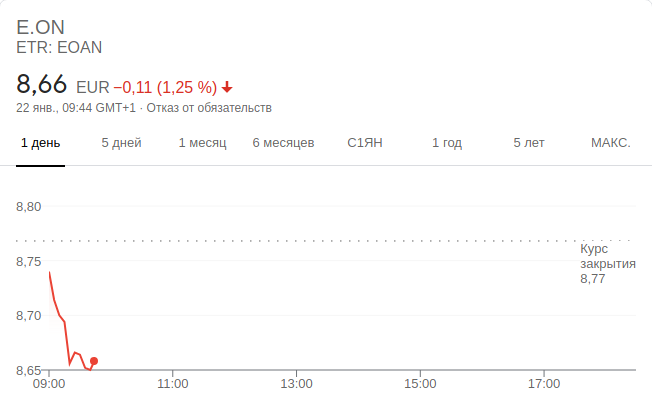 E.ON
ETR: EOAN
8,66 EUR −0,11 (1,25 %)
22 янв., 09:44 GMT+1 · Отказ от обязательств
1 день 5 дней 1 месяц 6 месяцев С1ЯН 1 год 5 лет МАКС.
8,80
Курс
закрытия
8,77
8,75
8,70
8,65
09:00 11:00 13:00 15:00 17:00